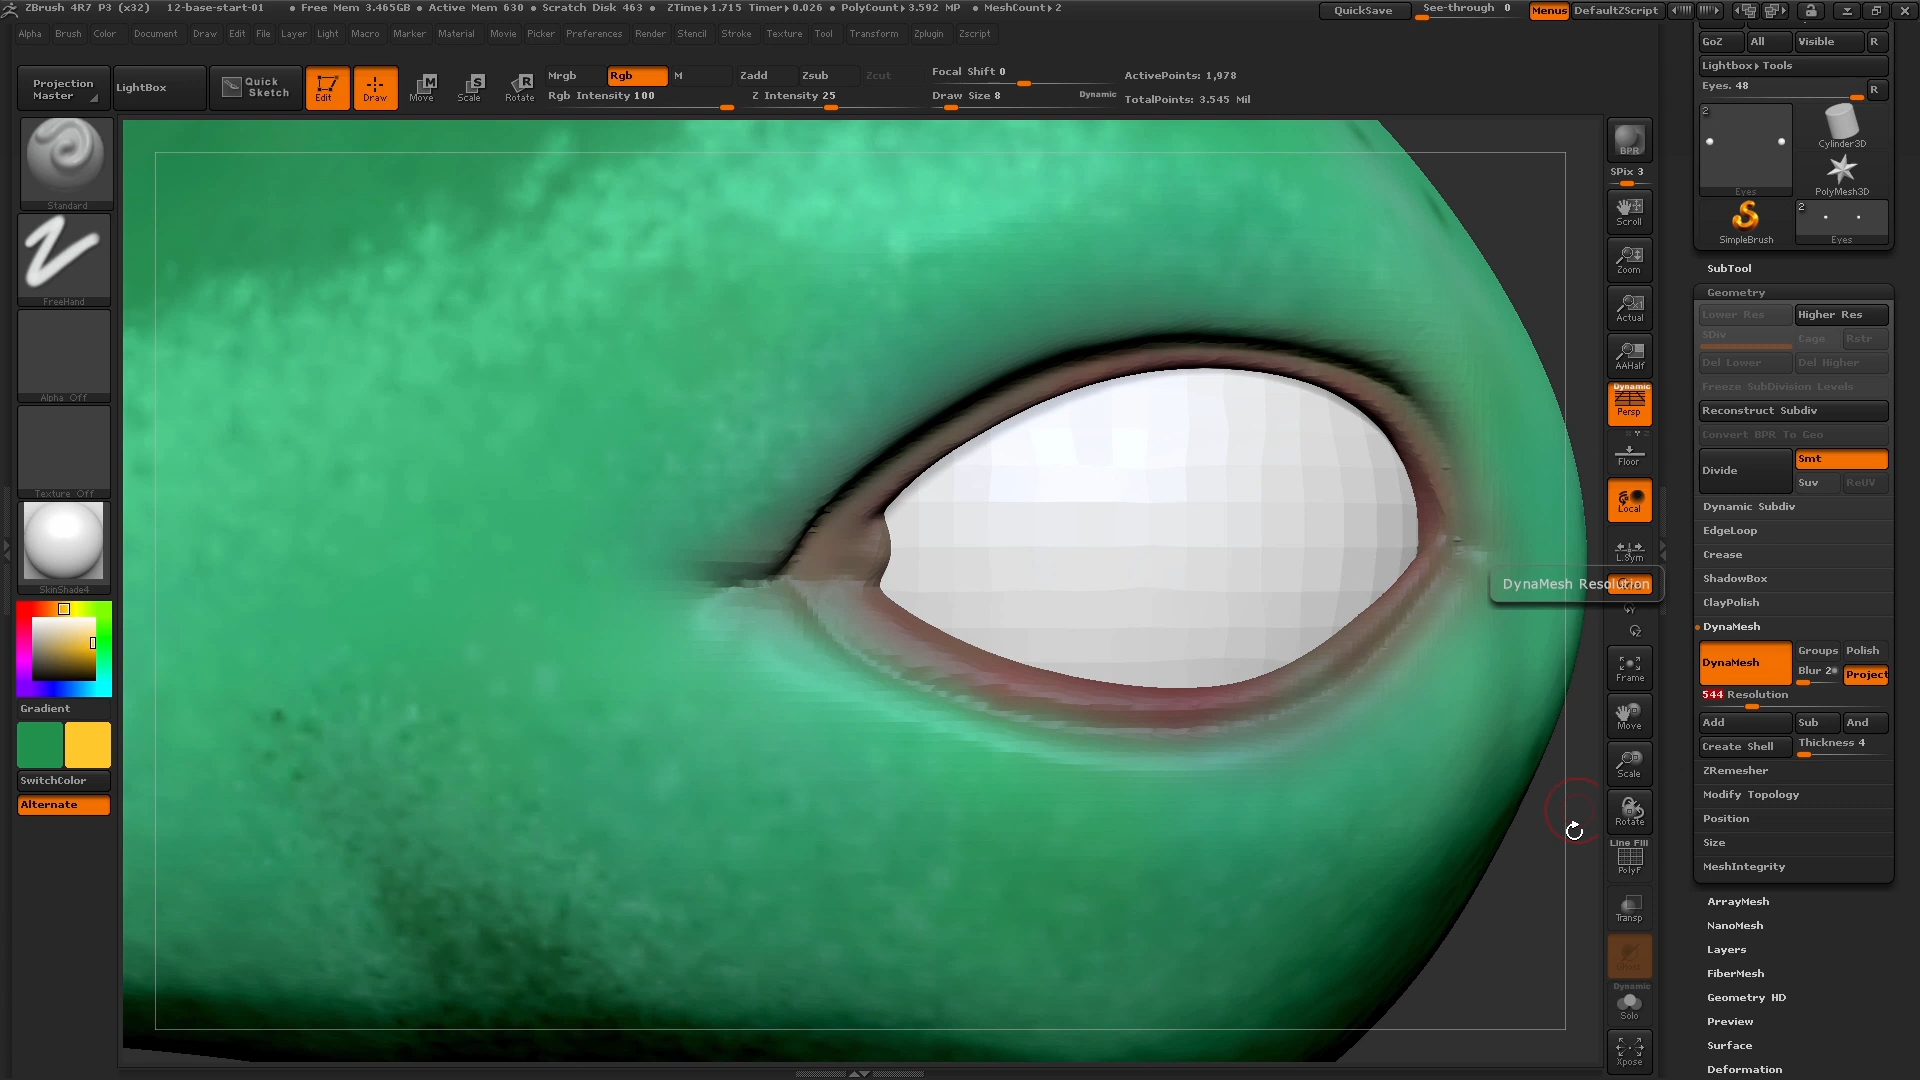 ZBrush 4R7 P3 (x32) 12-base-start-01 • Free Mem 3.465GB • Active Mem 630 • Scratch Disk 463 • ZTime▸1.715 Timer▸0.026 • PolyCount▸3.592 MP • MeshCount▸2 QuickSave See-through 0 Menus DefaultZScript
Alpha Brush Color Document Draw Edit File Layer Light Macro Marker Material Movie Picker Preferences Render Stencil Stroke Texture Tool Transform Zplugin Zscript
Projection Master
LightBox
Quick Sketch
Edit
Draw
Move
Scale
Rotate
Mrgb Rgb M
Rgb Intensity 100
Zadd Zsub Zcut
Z Intensity 25
Focal Shift 0
Draw Size 8 Dynamic
ActivePoints: 1,978
TotalPoints: 3.545 Mil
Standard
FreeHand
Alpha Off
Texture Off
SkinShade4
Gradient
SwitchColor
Alternate
BPR
SPix 3
Scroll
Zoom
Actual
AAHalf
Dynamic
Persp
Floor
Local
L.Sym
DynaMesh Resolution
Frame
Move
Scale
Rotate
Line Fill
PolyF
Transp
Dynamic
Solo
Xpose
GoZ All Visible R
Lightbox▸Tools
Eyes. 48 R
2
Eyes
Cylinder3D
PolyMesh3D
SimpleBrush
2
Eyes
SubTool
Geometry
Lower Res Higher Res
SDiv Cage Rstr
Del Lower Del Higher
Freeze SubDivision Levels
Reconstruct Subdiv
Convert BPR To Geo
Divide Smt
Suv ReUV
Dynamic Subdiv
EdgeLoop
Crease
ShadowBox
ClayPolish
DynaMesh
DynaMesh Groups Polish
Blur 2 Project
544 Resolution
Add Sub And
Create Shell Thickness 4
ZRemesher
Modify Topology
Position
Size
MeshIntegrity
ArrayMesh
NanoMesh
Layers
FiberMesh
Geometry HD
Preview
Surface
Deformation